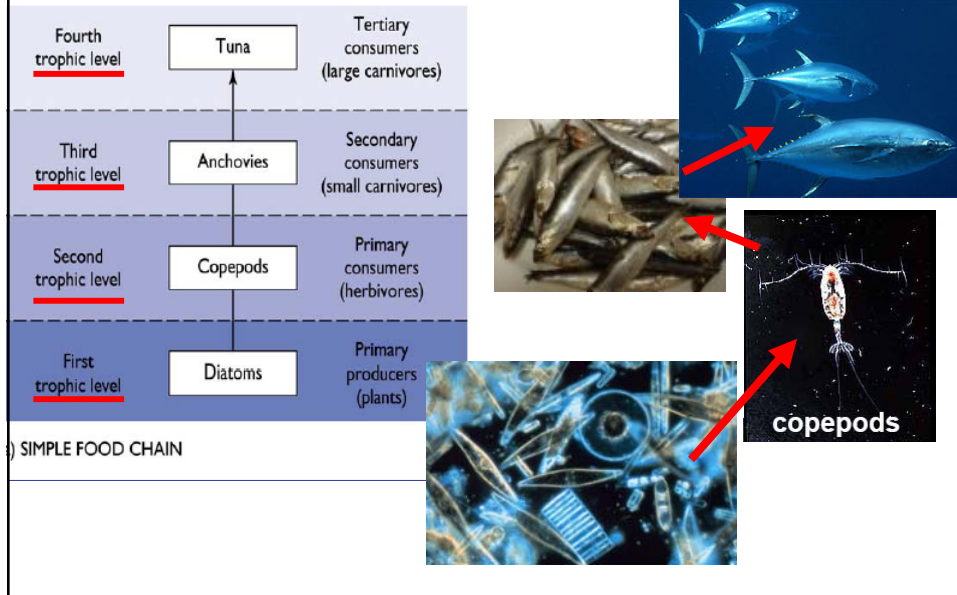 Fourth
trophic level
Tuna
Tertiary
consumers
(large carnivores)
Third
trophic level
Anchovies
Secondary
consumers
(small carnivores)
Second
trophic level
Copepods
Primary
consumers
(herbivores)
First
trophic level
Diatoms
Primary
producers
(plants)
) SIMPLE FOOD CHAIN
copepods